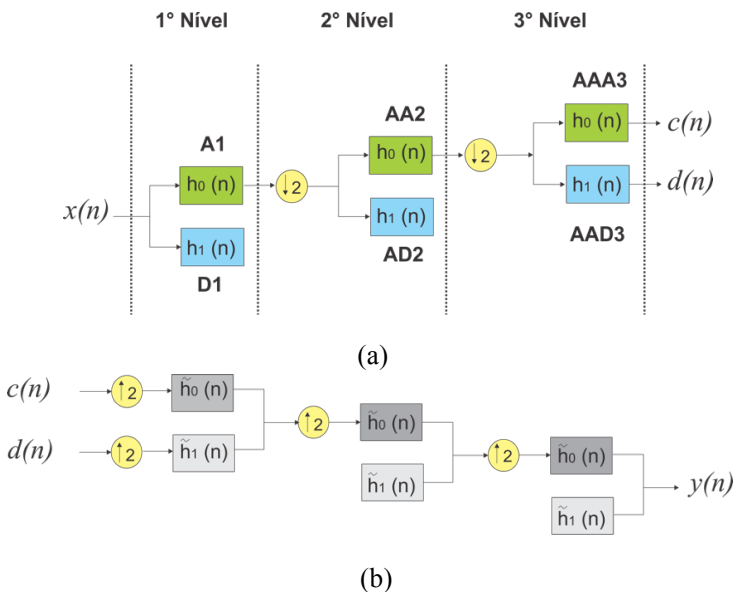 1° Nível 2° Nível 3° Nível
AAA3
AA2
A1
h0 (n) c(n)
h0 (n) ↓2
h0 (n) ↓2
h1 (n) d(n)
x(n)
h1 (n)
AAD3
h1 (n)
AD2
D1
(a)
c(n) ↑2 h̃0 (n)
↑2 h̃0 (n)
d(n) ↑2 h̃1 (n) ↑2 h̃0 (n)
h̃1 (n) y(n)
h̃1 (n)
(b)